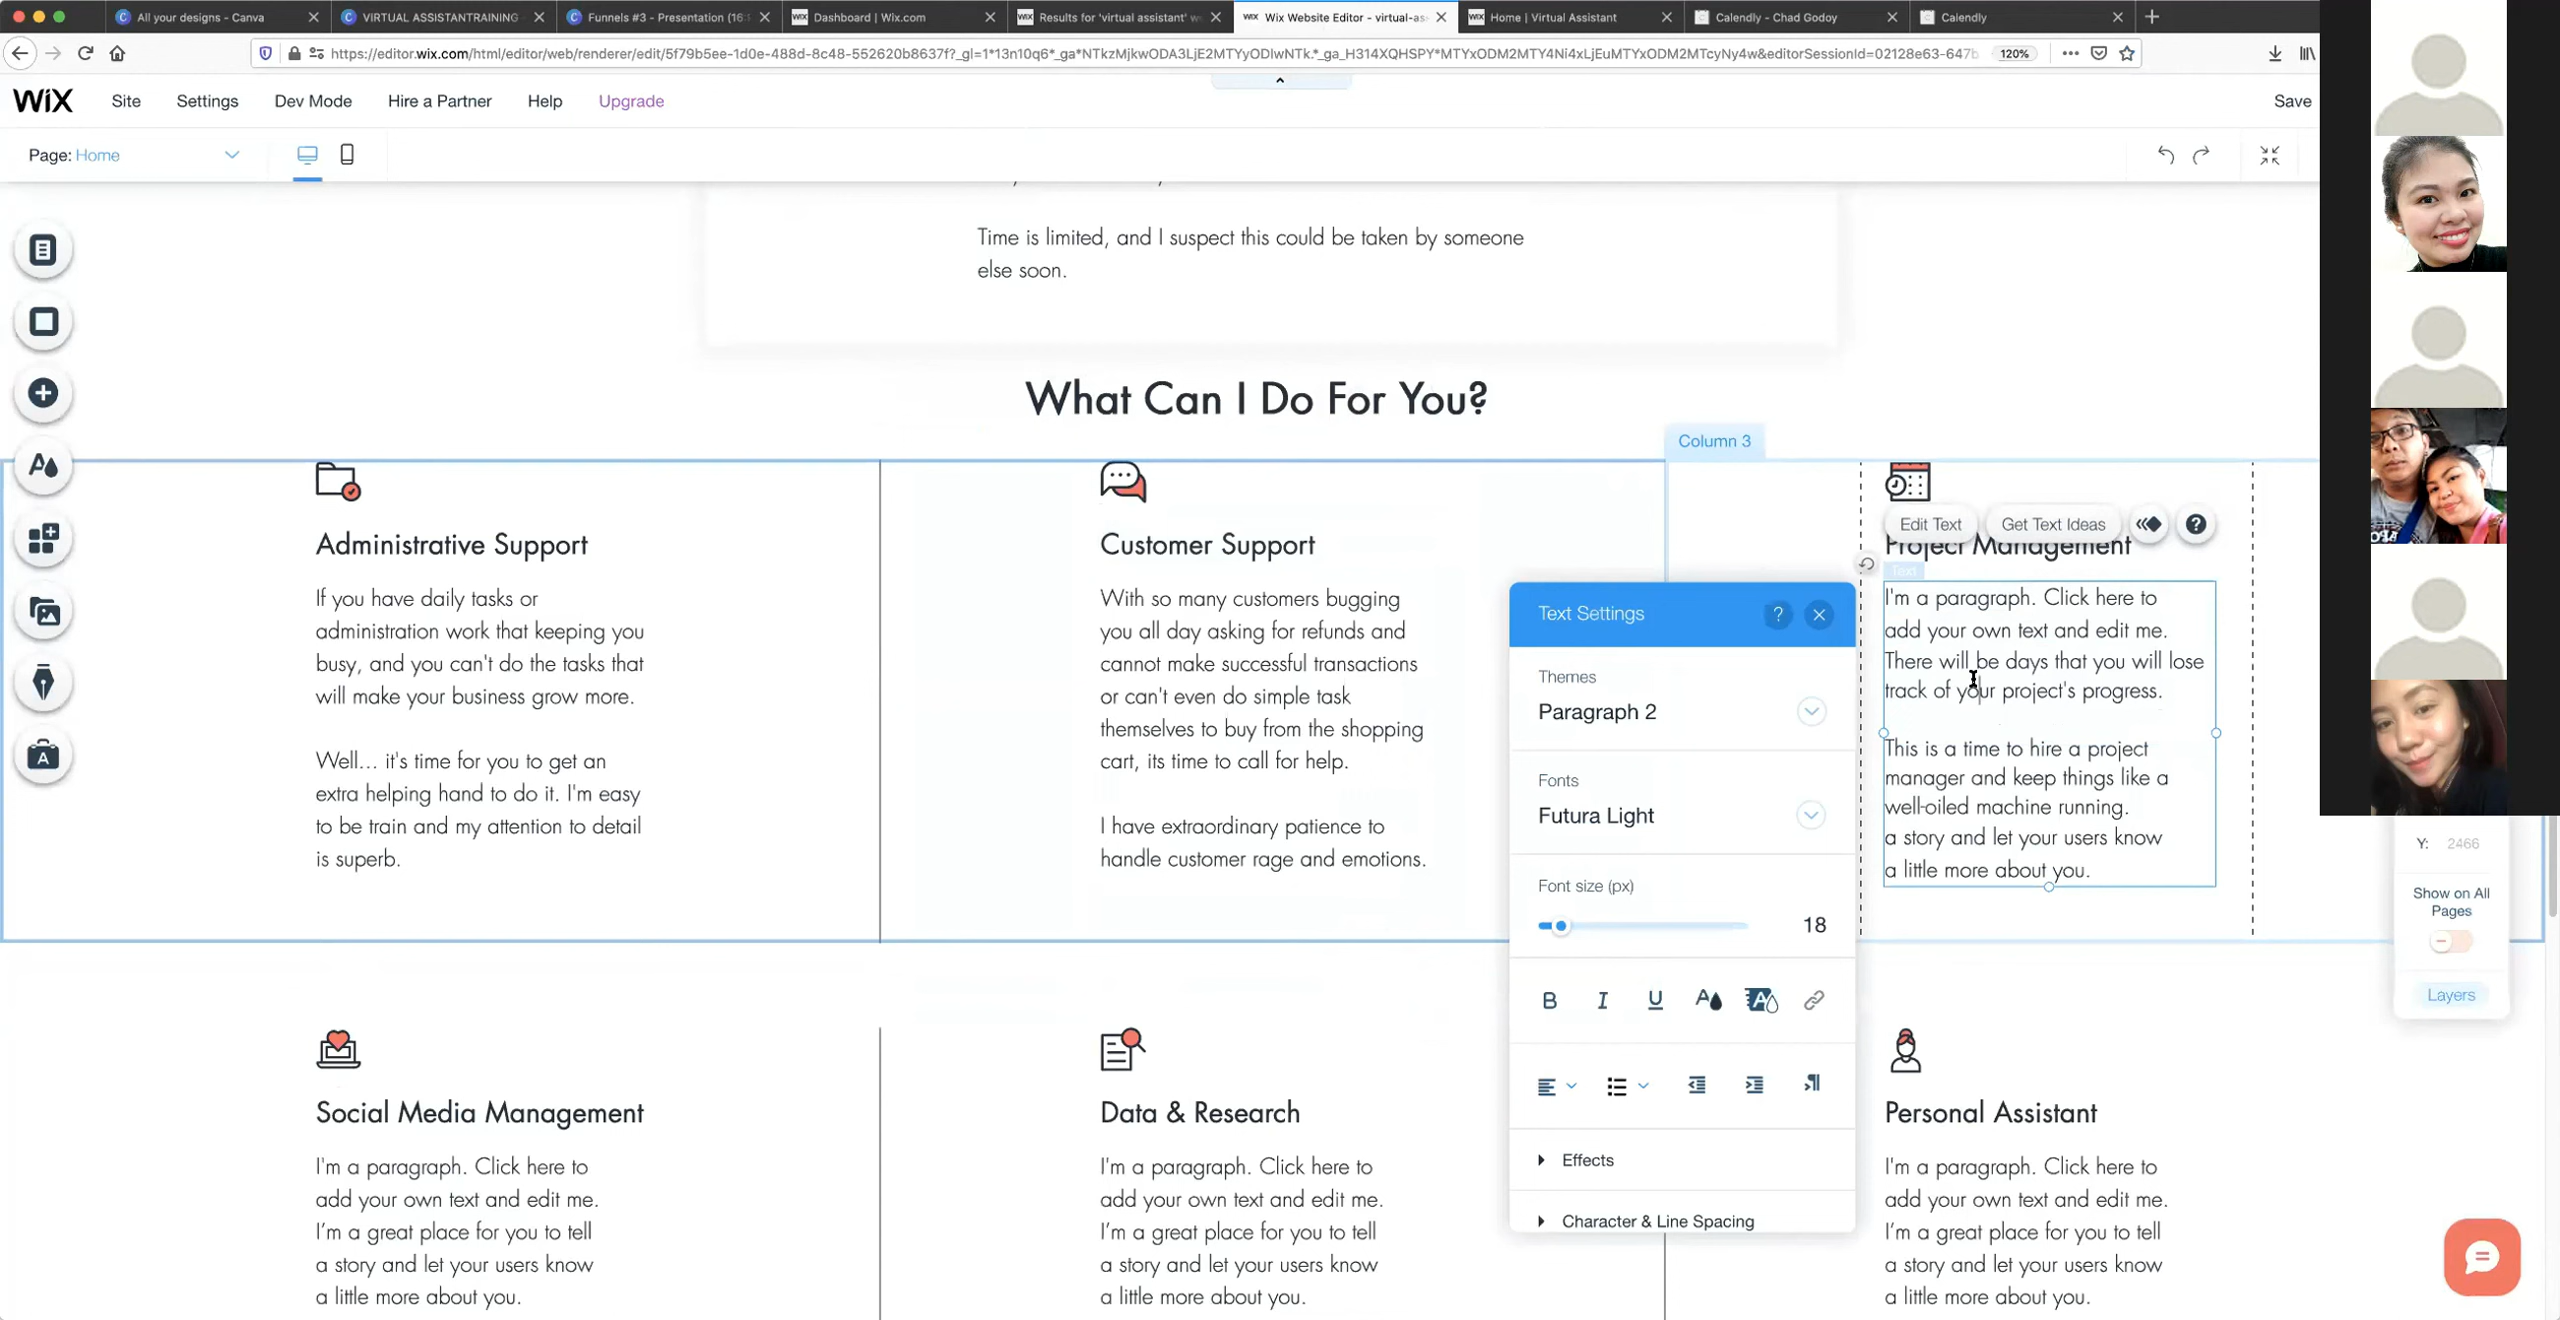 All your designs - Canva
VIRTUAL ASSISTANTRAINING
Funnels #3 - Presentation (16:
WIX Dashboard | Wix.com
WIX Results for 'virtual assistant' w
WIX Wix Website Editor - virtual-as
WIX Home | Virtual Assistant
Calendly - Chad Godoy
Calendly
120%
WiX
Site
Settings
Dev Mode
Hire a Partner
Help
Upgrade
Save
Page: Home
Time is limited, and I suspect this could be taken by someone
else soon.
What Can I Do For You?
Column 3
Administrative Support
If you have daily tasks or
administration work that keeping you
busy, and you can't do the tasks that
will make your business grow more.
Well... it's time for you to get an
extra helping hand to do it. I'm easy
to be train and my attention to detail
is superb.
Customer Support
With so many customers bugging
you all day asking for refunds and
cannot make successful transactions
or can't even do simple task
themselves to buy from the shopping
cart, its time to call for help.
I have extraordinary patience to
handle customer rage and emotions.
Edit Text
Get Text Ideas
Project Management
Text
I'm a paragraph. Click here to
add your own text and edit me.
There will be days that you will lose
track of your project's progress.
This is a time to hire a project
manager and keep things like a
well-oiled machine running.
a story and let your users know
a little more about you.
Text Settings
Themes
Paragraph 2
Fonts
Futura Light
Font size (px)
18
B I U
Effects
Character & Line Spacing
Y: 2466
Show on All
Pages
Layers
Social Media Management
I'm a paragraph. Click here to
add your own text and edit me.
I'm a great place for you to tell
a story and let your users know
a little more about you.
Data & Research
I'm a paragraph. Click here to
add your own text and edit me.
I'm a great place for you to tell
a story and let your users know
a little more about you.
Personal Assistant
I'm a paragraph. Click here to
add your own text and edit me.
I'm a great place for you to tell
a story and let your users know
a little more about you.